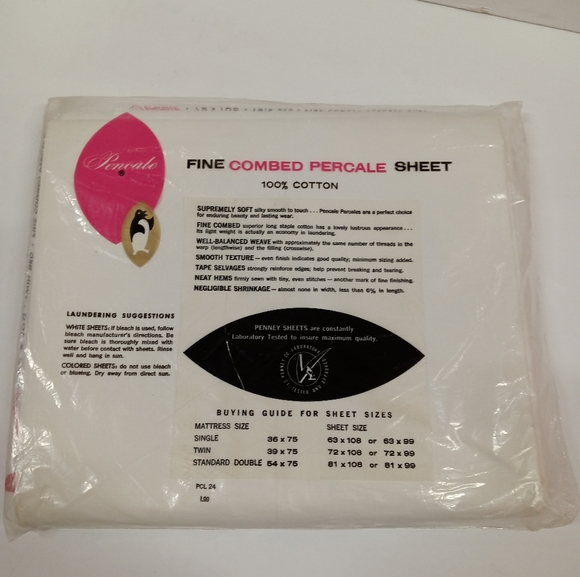 Pencale
®
FINE COMBED PERCALE SHEET
100% COTTON
SUPREMELY SOFT silky smooth to touch . . . Pencale Percales are a perfect choice
for enduring beauty and lasting wear.
FINE COMBED superior long staple cotton has a lovely lustrous appearance . . .
its light weight is actually an economy in laundering.
WELL-BALANCED WEAVE with approximately the same number of threads in the
warp (lengthwise) and the filling (crosswise).
SMOOTH TEXTURE — even finish indicates good quality; minimum sizing added.
TAPE SELVAGES strongly reinforce edges; help prevent breaking and tearing.
NEAT HEMS firmly sewn with tiny, even stitches — another mark of fine finishing.
NEGLIGIBLE SHRINKAGE — almost none in width, less than 6% in length.
LAUNDERING SUGGESTIONS
WHITE SHEETS: If bleach is used, follow
bleach manufacturer's directions. Be
sure bleach is thoroughly mixed with
water before contact with sheets. Rinse
well and hang in sun.
COLORED SHEETS: do not use bleach
or blueing. Dry away from direct sun.
PENNEY SHEETS are constantly
Laboratory Tested to insure maximum quality.
BUYING GUIDE FOR SHEET SIZES
MATTRESS SIZE SHEET SIZE
SINGLE 36 x 75 63 x 108 or 63 x 99
TWIN 39 x 75 72 x 108 or 72 x 99
STANDARD DOUBLE 54 x 75 81 x 108 or 81 x 99
PCL 24